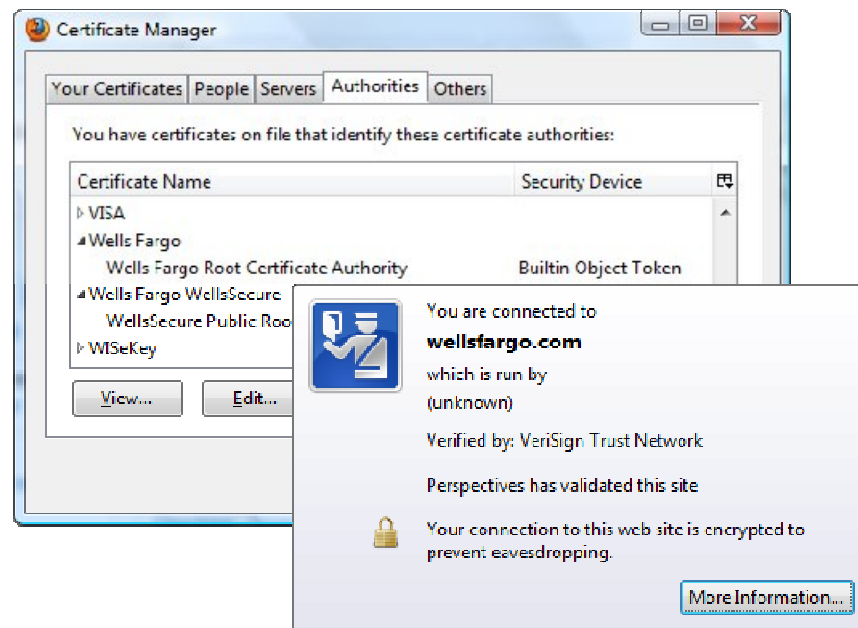 Certificate Manager
Your Certificates People Servers Authorities Others
You have certificates on file that identify these certificate authorities:
Certificate Name Security Device
VISA
Wells Fargo
Wells Fargo Root Certificate Authority Builtin Object Token
Wells Fargo WellsSecure
WellsSecure Public Roo
WISeKey
View... Edit...
You are connected to
wellsfargo.com
which is run by
(unknown)
Verified by: VeriSign Trust Network
Perspectives has validated this site
Your connection to this web site is encrypted to
prevent eavesdropping.
More Information...